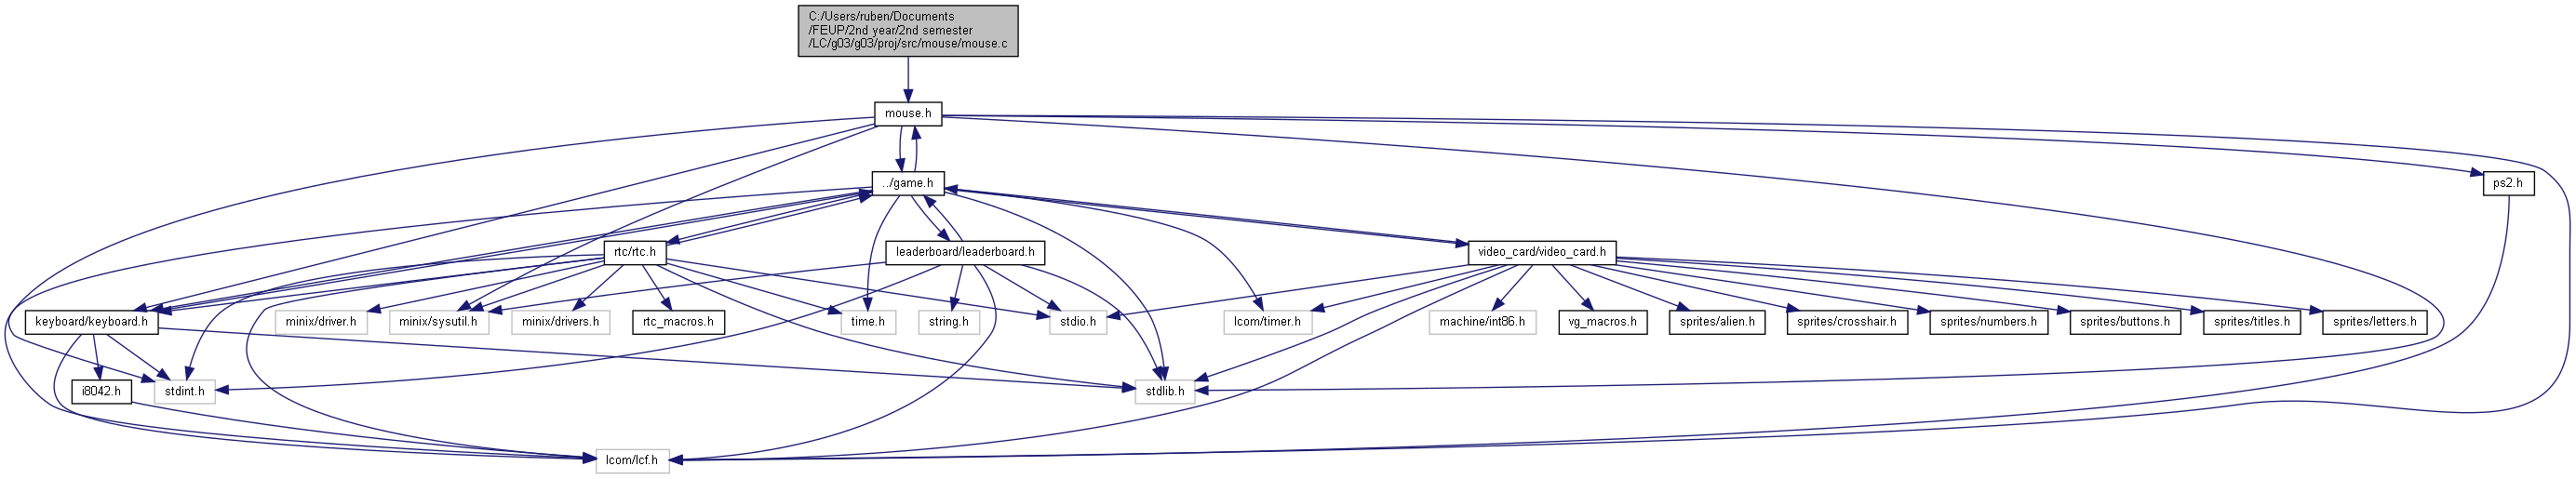 C:/Users/ruben/Documents
/FEUP/2nd year/2nd semester
/LC/g03/g03/proj/src/mouse/mouse.c
mouse.h
../game.h
ps2.h
rtc/rtc.h
leaderboard/leaderboard.h
video_card/video_card.h
keyboard/keyboard.h
minix/driver.h
minix/sysutil.h
minix/drivers.h
rtc_macros.h
time.h
string.h
stdio.h
lcom/timer.h
machine/int86.h
vg_macros.h
sprites/alien.h
sprites/crosshair.h
sprites/numbers.h
sprites/buttons.h
sprites/titles.h
sprites/letters.h
i8042.h
stdint.h
stdlib.h
lcom/lcf.h